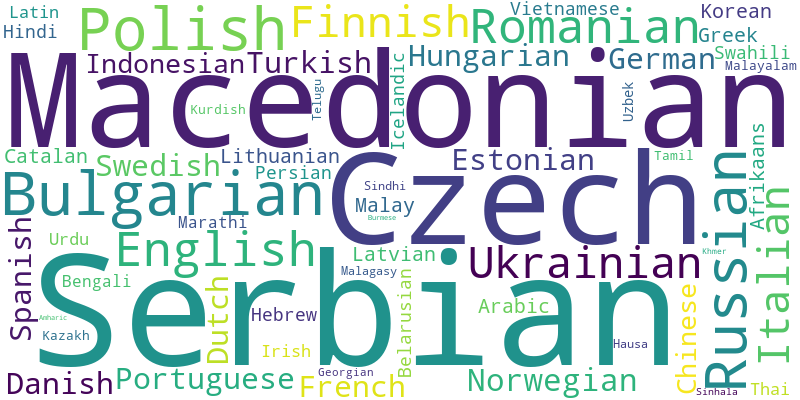 Latin
Hindi
Polish
Finnish
Romanian
Vietnamese
Korean
Greek
Swahili
Malayalam
Indonesian
Turkish
Icelandic
Hungarian
German
Macedonian
Kurdish
Telugu
Uzbek
Catalan
Swedish
Lithuanian
Persian
Estonian
Tamil
Afrikaans
Bulgarian
Czech
Sindhi
Malay
Burmese
Marathi
Russian
Italian
Spanish
Urdu
English
Latvian
Ukrainian
Khmer
Bengali
Serbian
Malagasy
Belarusian
Arabic
Chinese
Amharic
Kazakh
Dutch
Hebrew
Irish
Hausa
Georgian
Danish
Portuguese
French
Norwegian
Sinhala
Thai